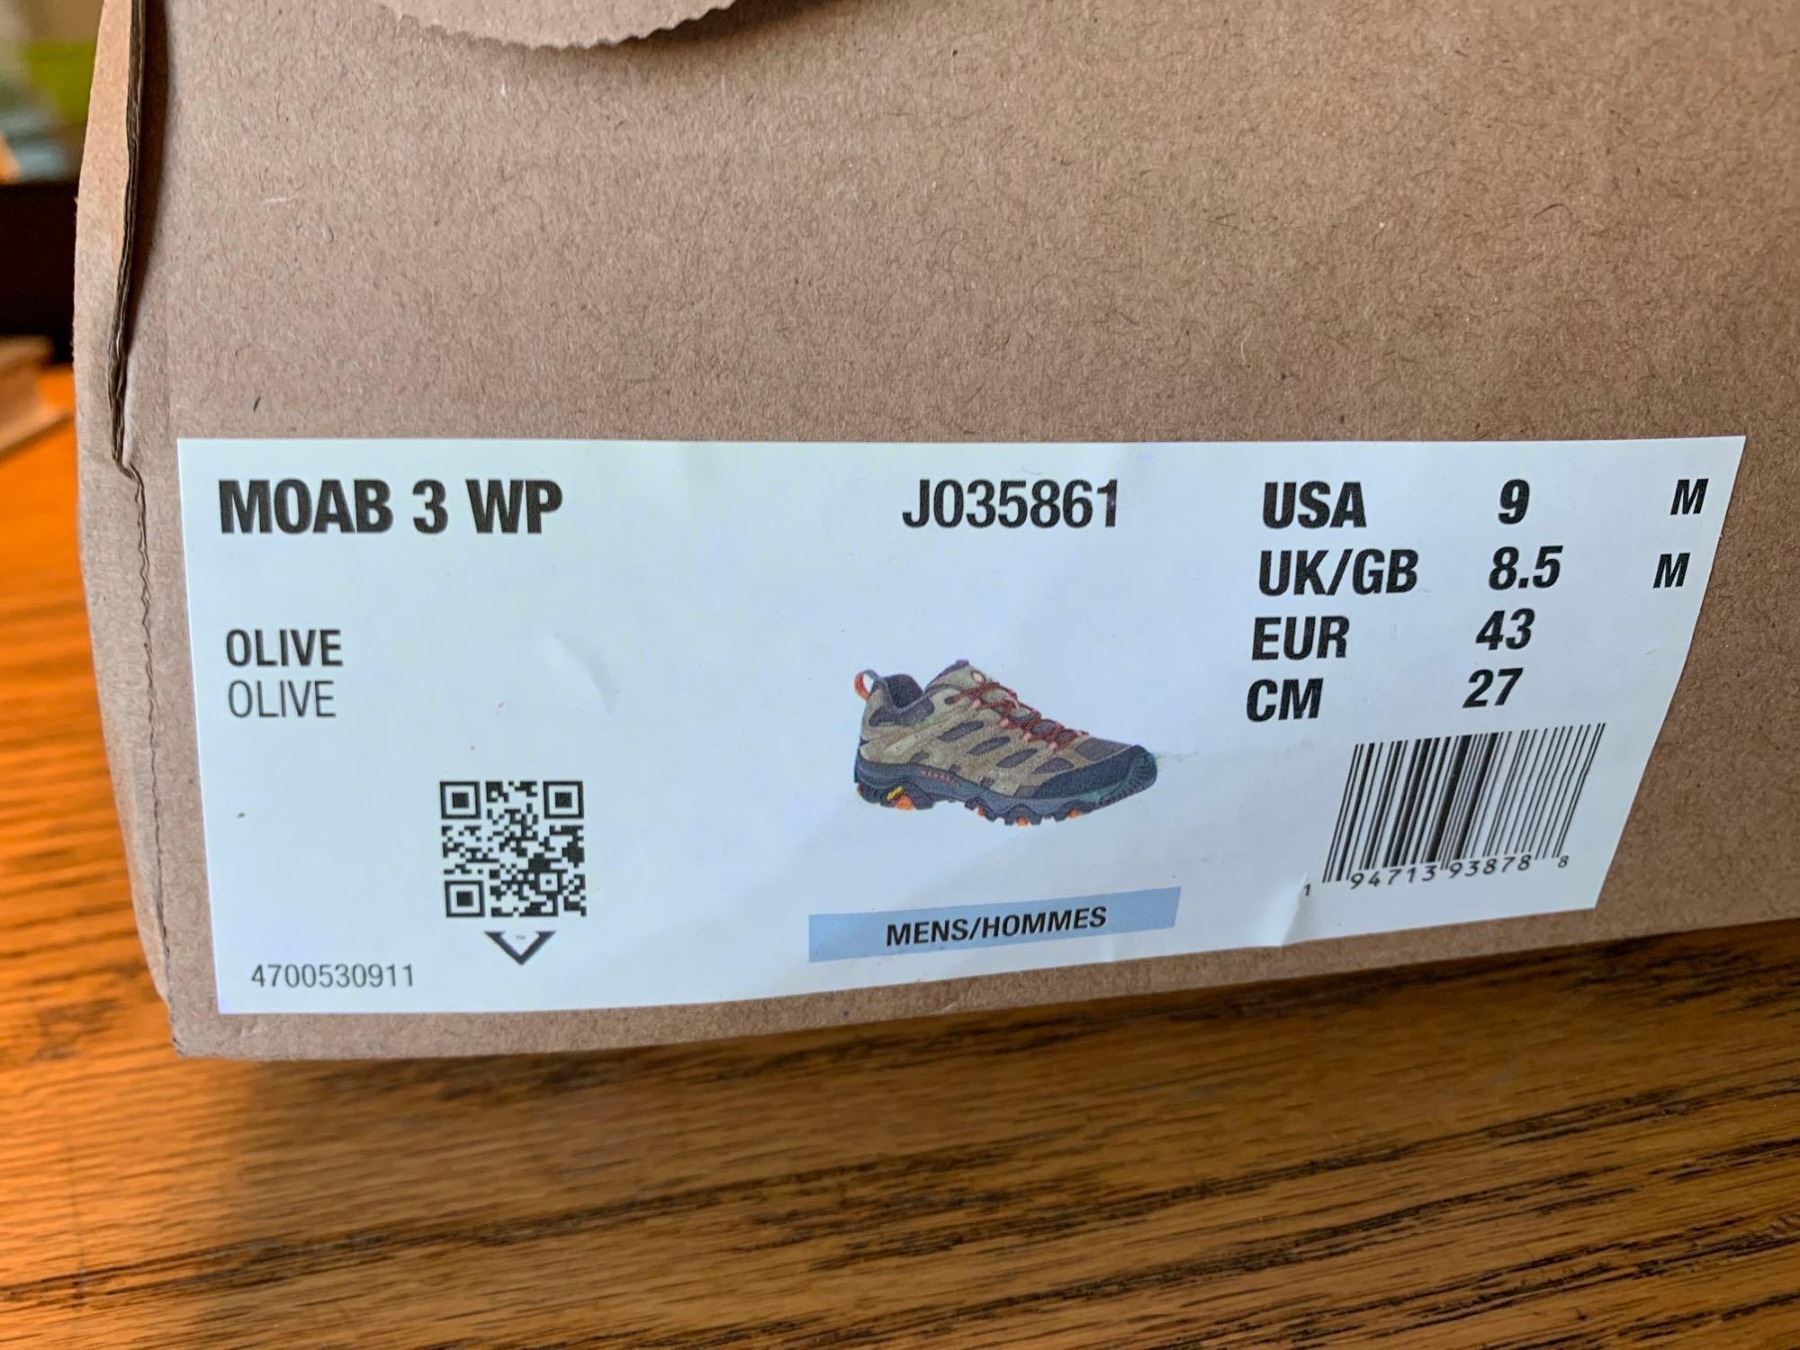 MOAB 3 WP J035861 USA 9 M
UK/GB 8.5 M
EUR 43
CM 27
OLIVE
OLIVE
1 94713 93878 8
MENS/HOMMES
4700530911